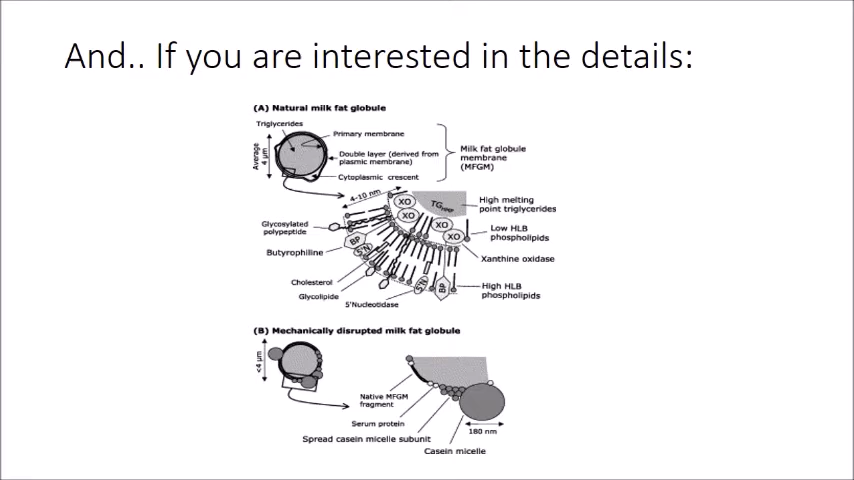 And.. If you are interested in the details:
(A) Natural milk fat globule
Triglycerides
Primary membrane
Average
4 µm
Double layer (derived from
plasmic membrane)
Cytoplasmic crescent
Milk fat globule
membrane
(MFGM)
4-10 nm
XO
XO
XO
XO
TGHMP
High melting
point triglycerides
Glycosylated
polypeptide
Low HLB
phospholipids
BP
5'N
Butyrophiline
Xanthine oxidase
Cholesterol
Glycolipide
5'Nucleotidase
5'N
BP
High HLB
phospholipids
(B) Mechanically disrupted milk fat globule
<4 µm
Native MFGM
fragment
Serum protein
Spread casein micelle subunit
180 nm
Casein micelle